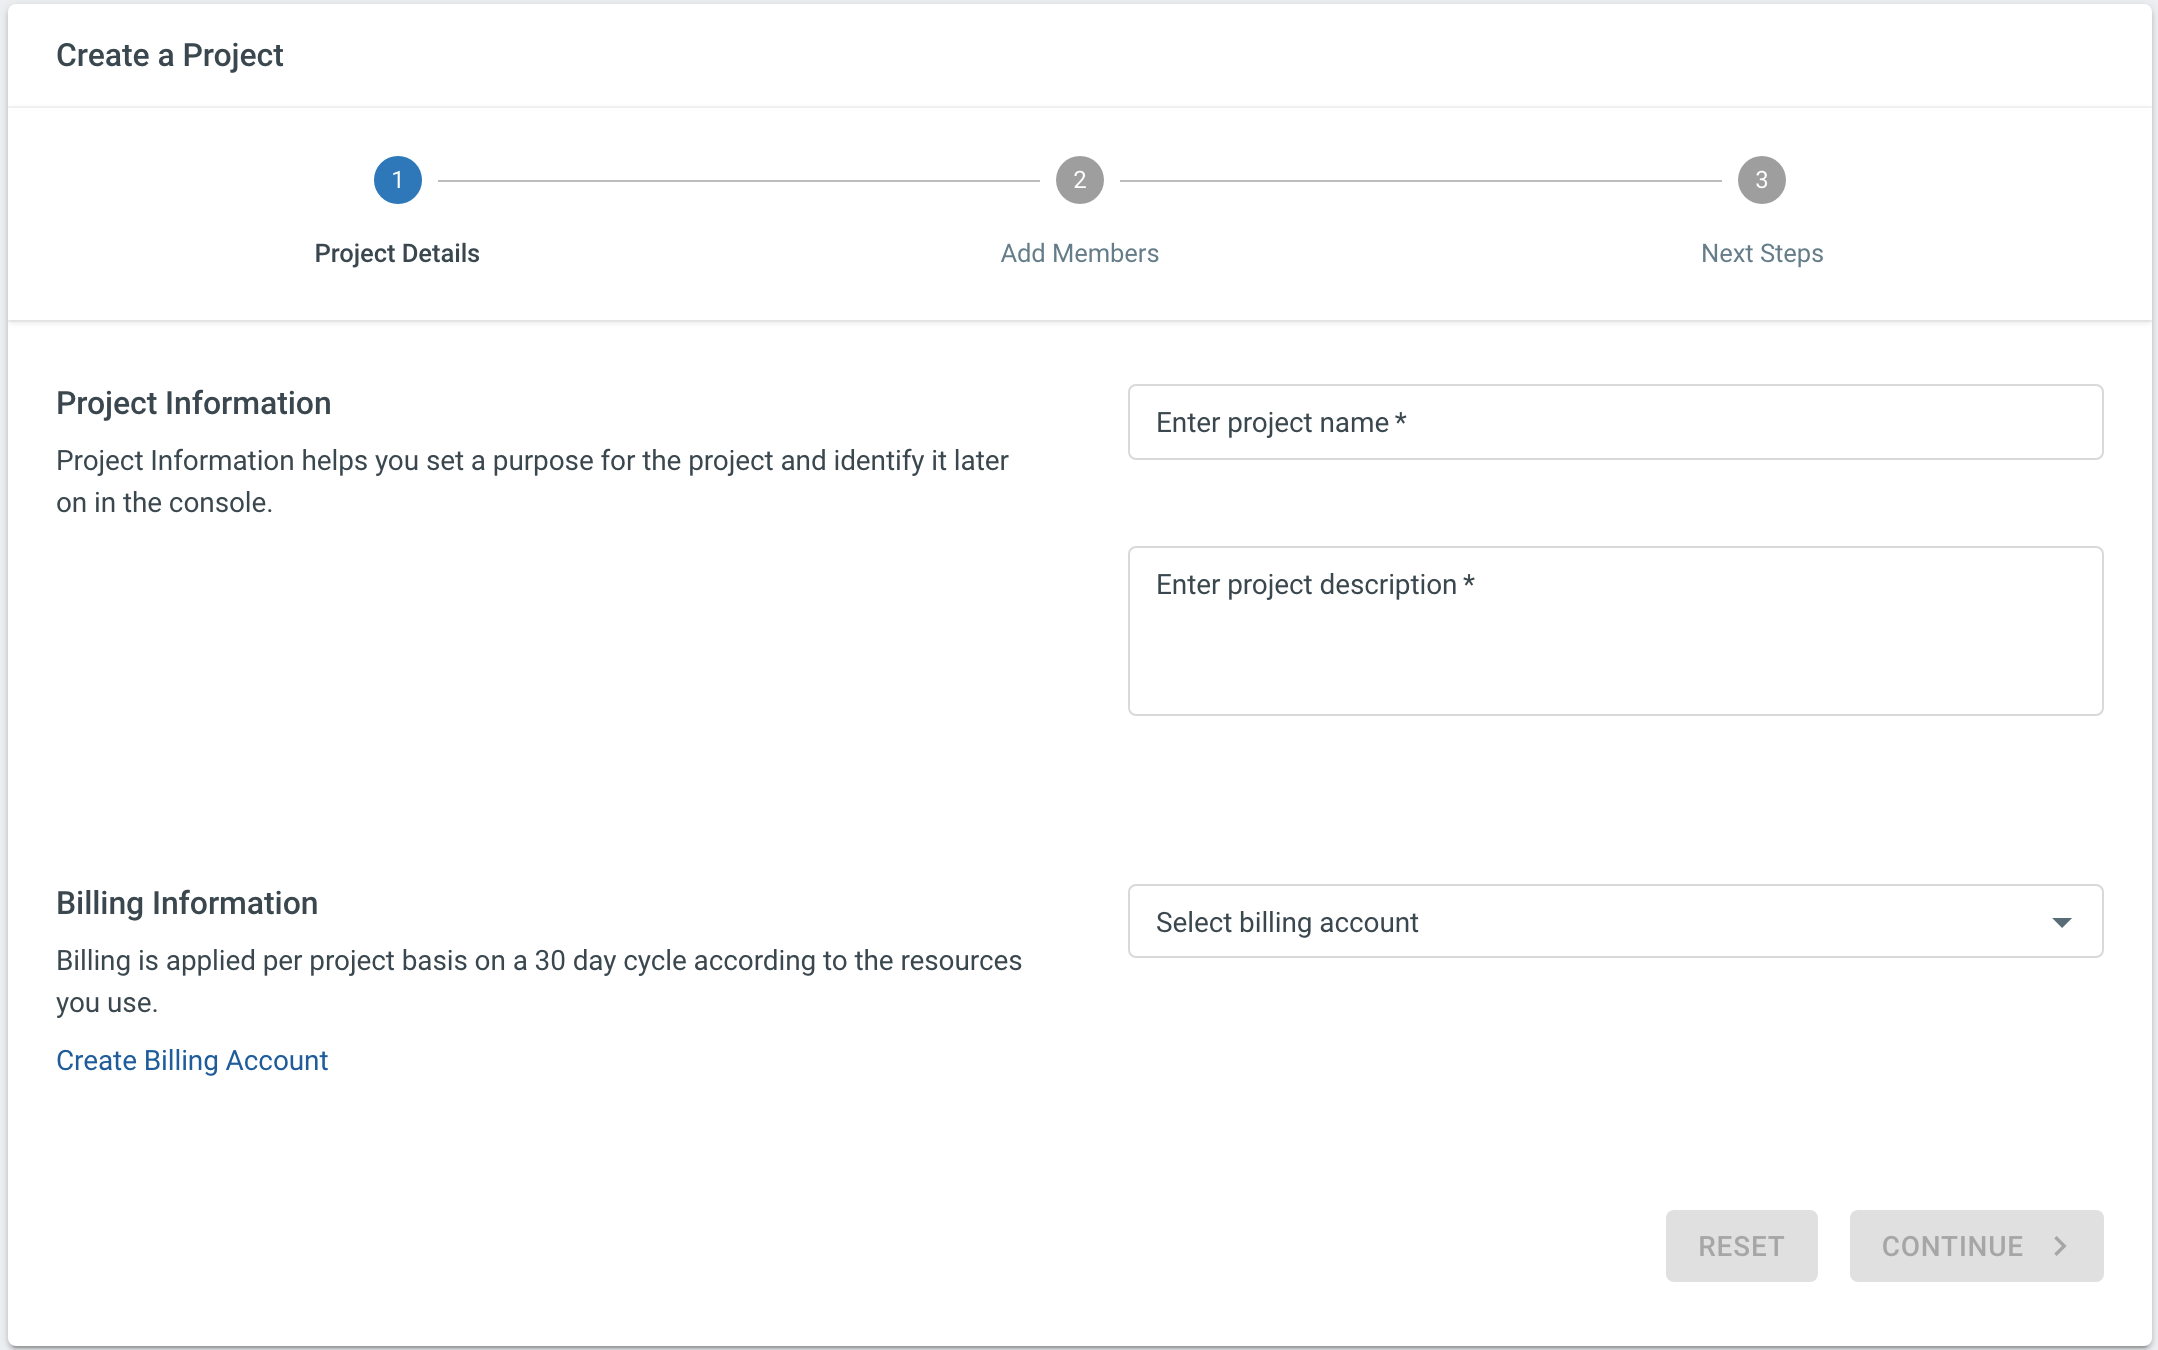 Create a Project
1
2
3
Project Details
Add Members
Next Steps
Project Information
Project Information helps you set a purpose for the project and identify it later
on in the console.
Enter project name *
Enter project description *
Billing Information
Billing is applied per project basis on a 30 day cycle according to the resources
you use.
Create Billing Account
Select billing account
RESET
CONTINUE